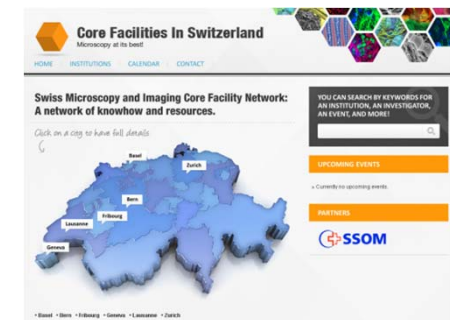 Core Facilities In Switzerland
Microscopy at its best!
HOME INSTITUTIONS CALENDAR CONTACT
Swiss Microscopy and Imaging Core Facility Network:
A network of knowhow and resources.
Click on a city to have full details
Basel
Zurich
Bern
Fribourg
Lausanne
Geneva
• Basel • Bern • Fribourg • Geneva • Lausanne • Zurich
YOU CAN SEARCH BY KEYWORDS FOR
AN INSTITUTION, AN INVESTIGATOR,
AN EVENT, AND MORE!
UPCOMING EVENTS
» Currently no upcoming events.
PARTNERS
SSOM